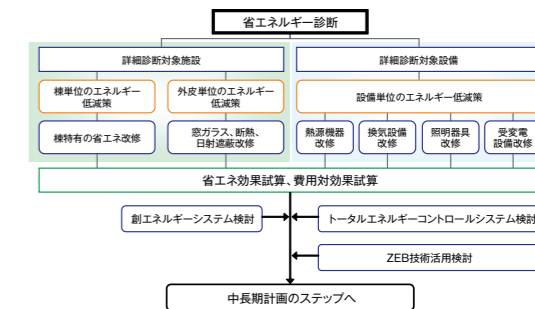 省エネルギー診断
詳細診断対象施設
詳細診断対象設備
棟単位のエネルギー
低減策
外皮単位のエネルギー
低減策
設備単位のエネルギー低減策
棟特有の省エネ改修
窓ガラス、断熱、
日射遮蔽改修
熱源機器
改修
換気設備
改修
照明器具
改修
受変電
設備改修
省エネ効果試算、費用対効果試算
創エネルギーシステム検討
トータルエネルギーコントロールシステム検討
ZEB技術活用検討
中長期計画のステップへ